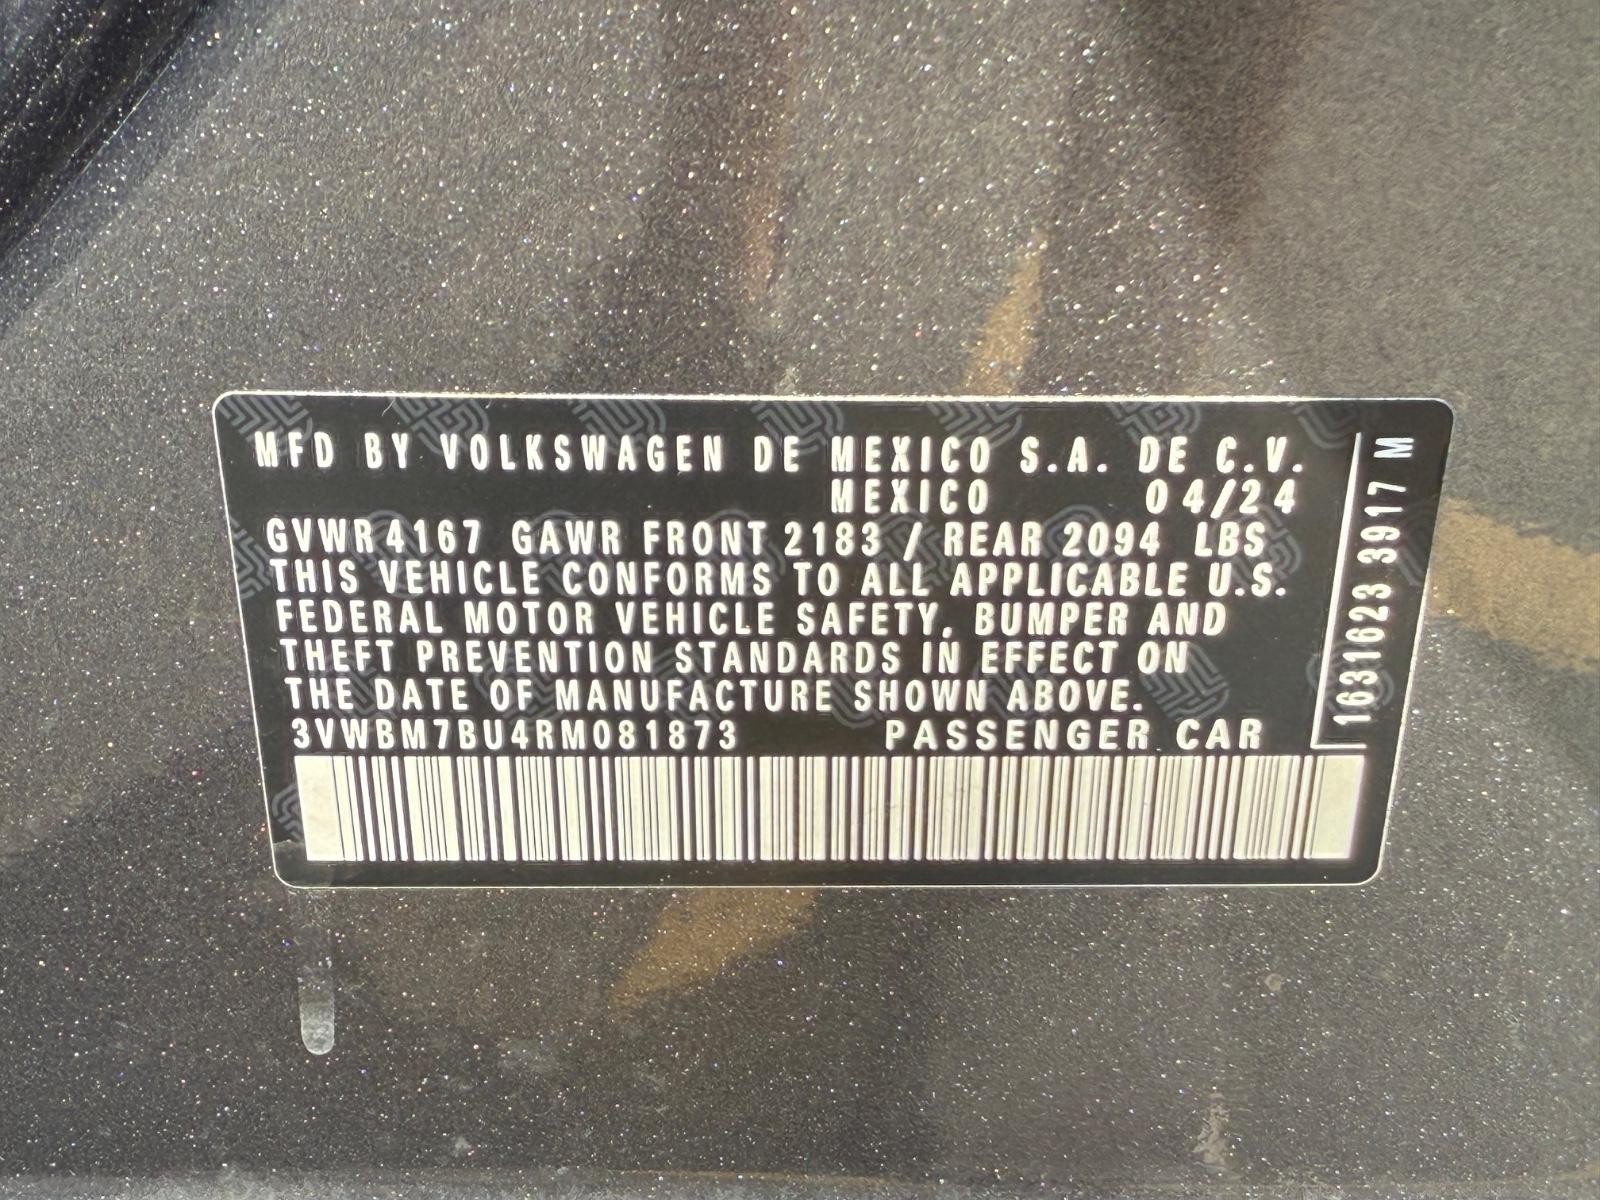 MFD BY VOLKSWAGEN DE MEXICO S.A. DE C.V.
MEXICO 04/24
GVWR 4167 GAWR FRONT 2183 / REAR 2094 LBS
THIS VEHICLE CONFORMS TO ALL APPLICABLE U.S.
FEDERAL MOTOR VEHICLE SAFETY, BUMPER AND
THEFT PREVENTION STANDARDS IN EFFECT ON
THE DATE OF MANUFACTURE SHOWN ABOVE.
3VWBM7BU4RM081873 PASSENGER CAR
1631623 3917 M